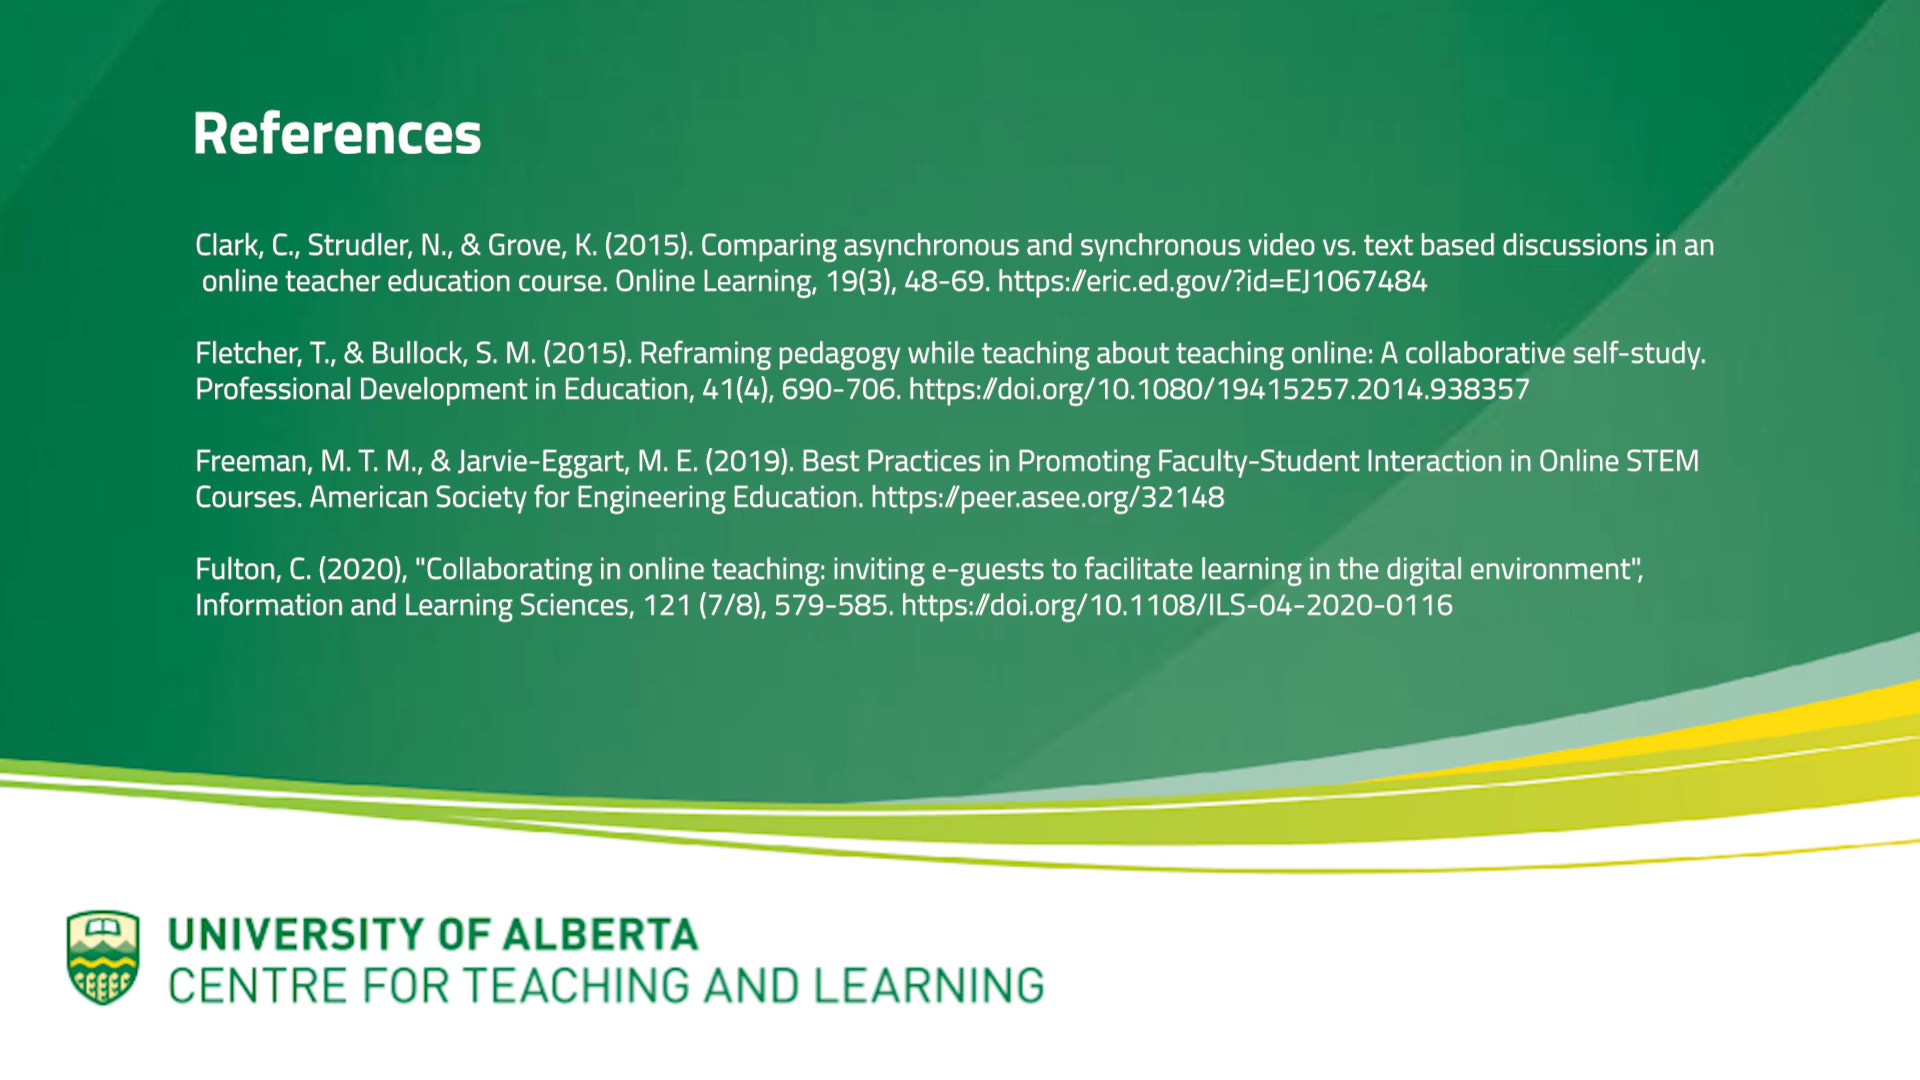 References
Clark, C., Strudler, N., & Grove, K. (2015). Comparing asynchronous and synchronous video vs. text based discussions in an
online teacher education course. Online Learning, 19(3), 48-69. https://eric.ed.gov/?id=EJ1067484
Fletcher, T., & Bullock, S. M. (2015). Reframing pedagogy while teaching about teaching online: A collaborative self-study.
Professional Development in Education, 41(4), 690-706. https://doi.org/10.1080/19415257.2014.938357
Freeman, M. T. M., & Jarvie-Eggart, M. E. (2019). Best Practices in Promoting Faculty-Student Interaction in Online STEM
Courses. American Society for Engineering Education. https://peer.asee.org/32148
Fulton, C. (2020), "Collaborating in online teaching: inviting e-guests to facilitate learning in the digital environment",
Information and Learning Sciences, 121 (7/8), 579-585. https://doi.org/10.1108/ILS-04-2020-0116
UNIVERSITY OF ALBERTA
CENTRE FOR TEACHING AND LEARNING